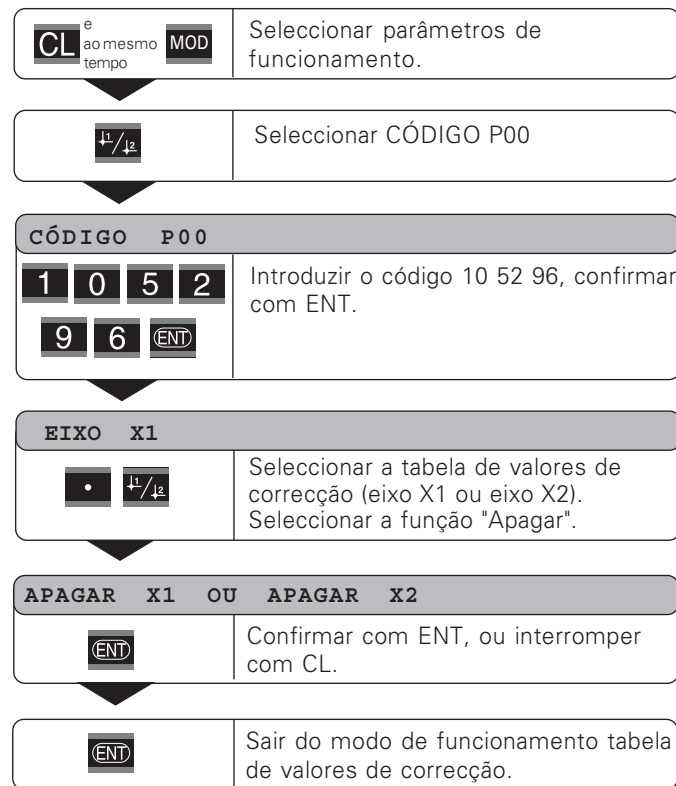 CL e ao mesmo tempo MOD
Seleccionar parâmetros de
funcionamento.
Seleccionar CÓDIGO P00
CÓDIGO P00
1 0 5 2
9 6 ENT
Introduzir o código 10 52 96, confirmar
com ENT.
EIXO X1
.
Seleccionar a tabela de valores de
correcção (eixo X1 ou eixo X2).
Seleccionar a função "Apagar".
APAGAR X1 OU APAGAR X2
ENT
Confirmar com ENT, ou interromper
com CL.
ENT
Sair do modo de funcionamento tabela
de valores de correcção.